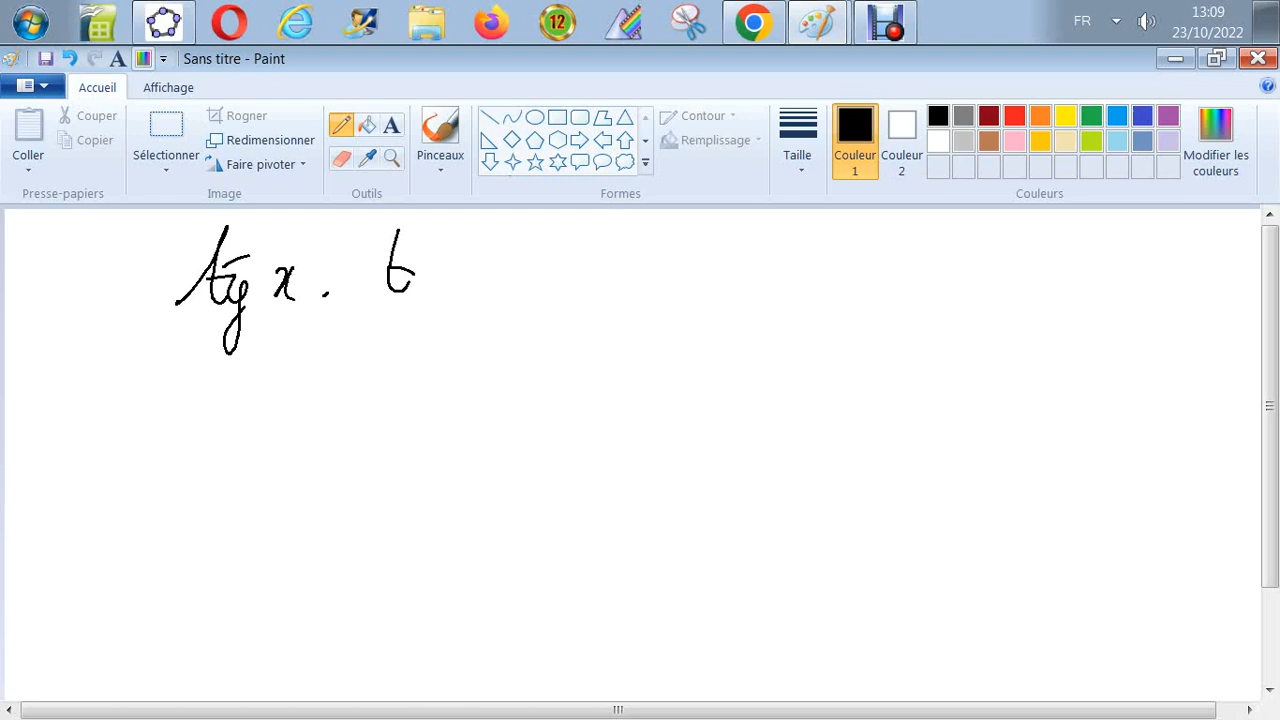 12
FR
13:09
23/10/2022
Sans titre - Paint
Accueil Affichage
Coller
Couper
Copier
Presse-papiers
Sélectionner
Rogner
Redimensionner
Faire pivoter
Image
A
Outils
Pinceaux
Contour
Remplissage
Formes
Taille
Couleur 1
Couleur 2
Modifier les couleurs
Couleurs
tg x . t